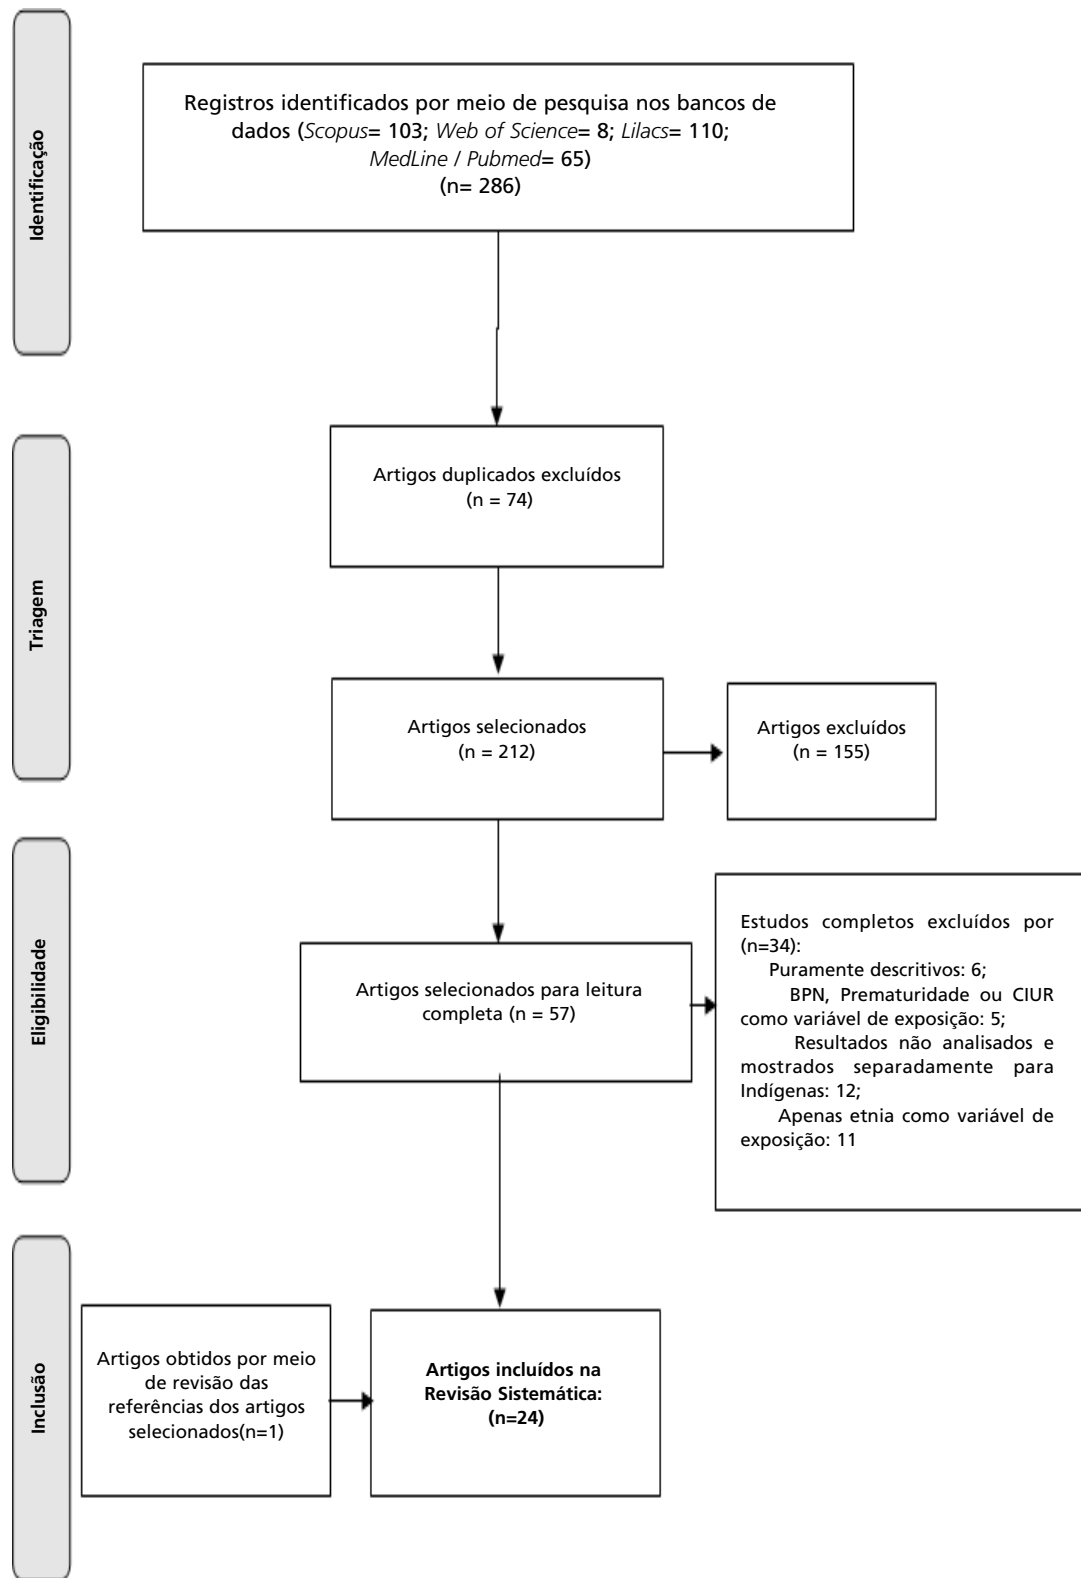 Identificação
Registros identificados por meio de pesquisa nos bancos de
dados (Scopus= 103; Web of Science= 8; Lilacs= 110;
MedLine / Pubmed= 65)
(n= 286)
Triagem
Artigos duplicados excluídos
(n = 74)
Artigos selecionados
(n = 212)
Artigos excluídos
(n = 155)
Eligibilidade
Artigos selecionados para leitura
completa (n = 57)
Estudos completos excluídos por
(n=34):
Puramente descritivos: 6;
BPN, Prematuridade ou CIUR
como variável de exposição: 5;
Resultados não analisados e
mostrados separadamente para
Indígenas: 12;
Apenas etnia como variável de
exposição: 11
Inclusão
Artigos obtidos por meio
de revisão das
referências dos artigos
selecionados(n=1)
Artigos incluídos na
Revisão Sistemática:
(n=24)